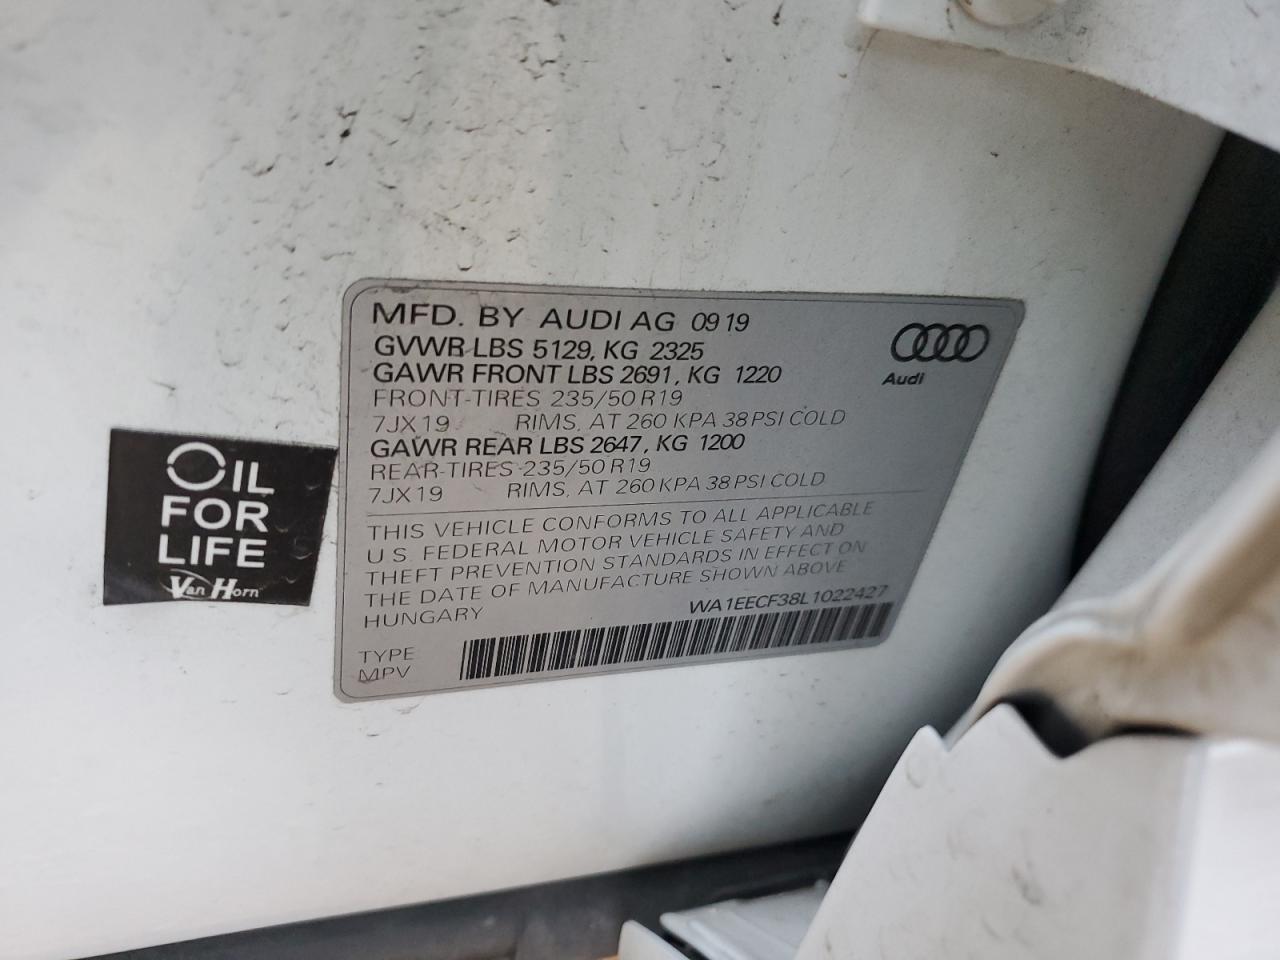 MFD. BY AUDI AG 09 19
GVWR LBS 5129, KG 2325
GAWR FRONT LBS 2691, KG 1220
FRONT-TIRES 235/50 R19
7JX19 RIMS, AT 260 KPA 38 PSI COLD
GAWR REAR LBS 2647, KG 1200
REAR-TIRES 235/50 R19
7JX19 RIMS, AT 260 KPA 38 PSI COLD
THIS VEHICLE CONFORMS TO ALL APPLICABLE
U.S. FEDERAL MOTOR VEHICLE SAFETY AND
THEFT PREVENTION STANDARDS IN EFFECT ON
THE DATE OF MANUFACTURE SHOWN ABOVE
HUNGARY
WA1EECF38L1022427
TYPE
MPV
Audi
OIL
FOR
LIFE
Van Horn